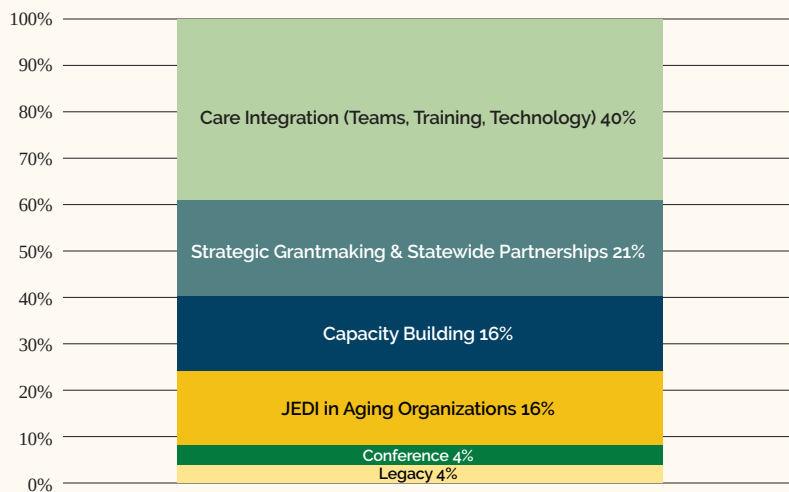 100%
90%
80%
Care Integration (Teams, Training, Technology) 40%
70%
60%
50%
Strategic Grantmaking & Statewide Partnerships 21%
40%
Capacity Building 16%
30%
20%
JEDI in Aging Organizations 16%
10%
Conference 4%
Legacy 4%
0%